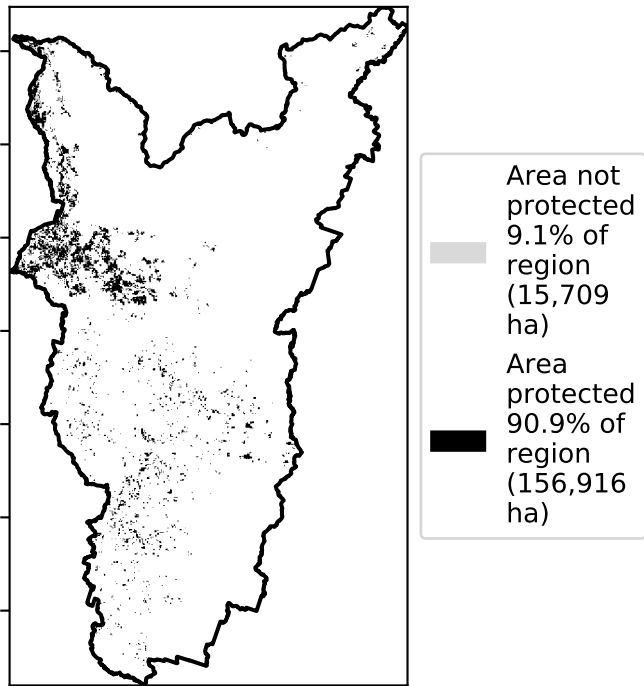 Area not
protected
9.1% of
region
(15,709
ha)
Area
protected
90.9% of
region
(156,916
ha)